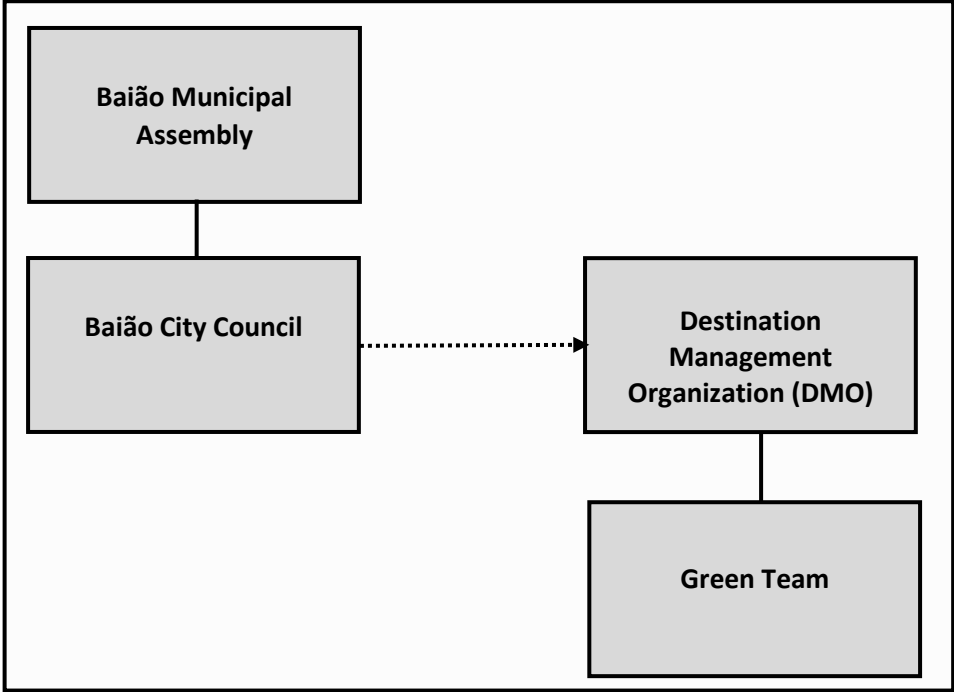 Baião Municipal
Assembly
Baião City Council
Destination
Management
Organization (DMO)
Green Team